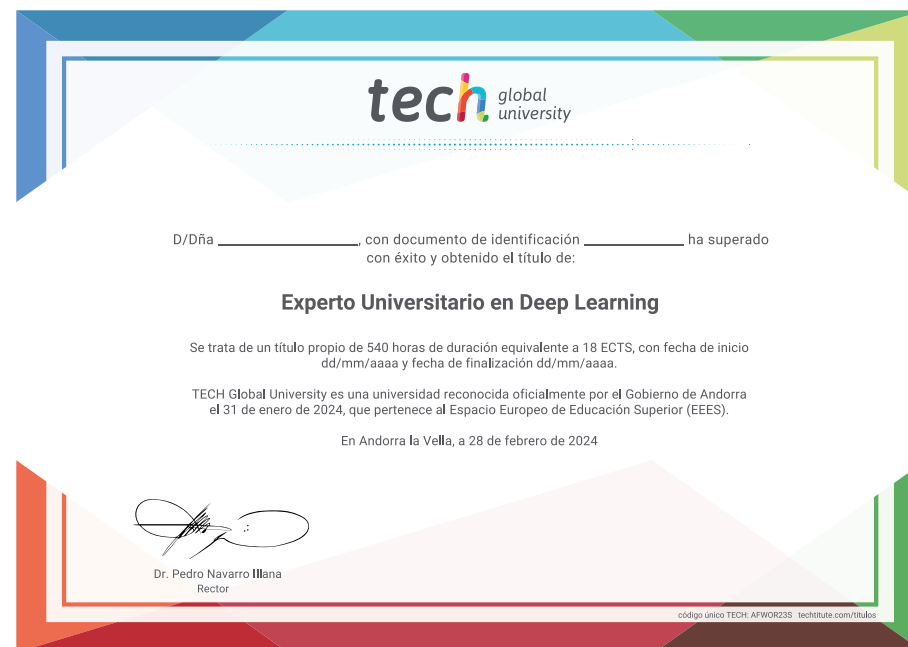 tech global university
D/Dña ____________________, con documento de identificación ______________ ha superado
con éxito y obtenido el título de:
Experto Universitario en Deep Learning
Se trata de un título propio de 540 horas de duración equivalente a 18 ECTS, con fecha de inicio
dd/mm/aaaa y fecha de finalización dd/mm/aaaa.
TECH Global University es una universidad reconocida oficialmente por el Gobierno de Andorra
el 31 de enero de 2024, que pertenece al Espacio Europeo de Educación Superior (EEES).
En Andorra la Vella, a 28 de febrero de 2024
Dr. Pedro Navarro Illana
Rector
código único TECH: AFWOR23S techtitute.com/titulos